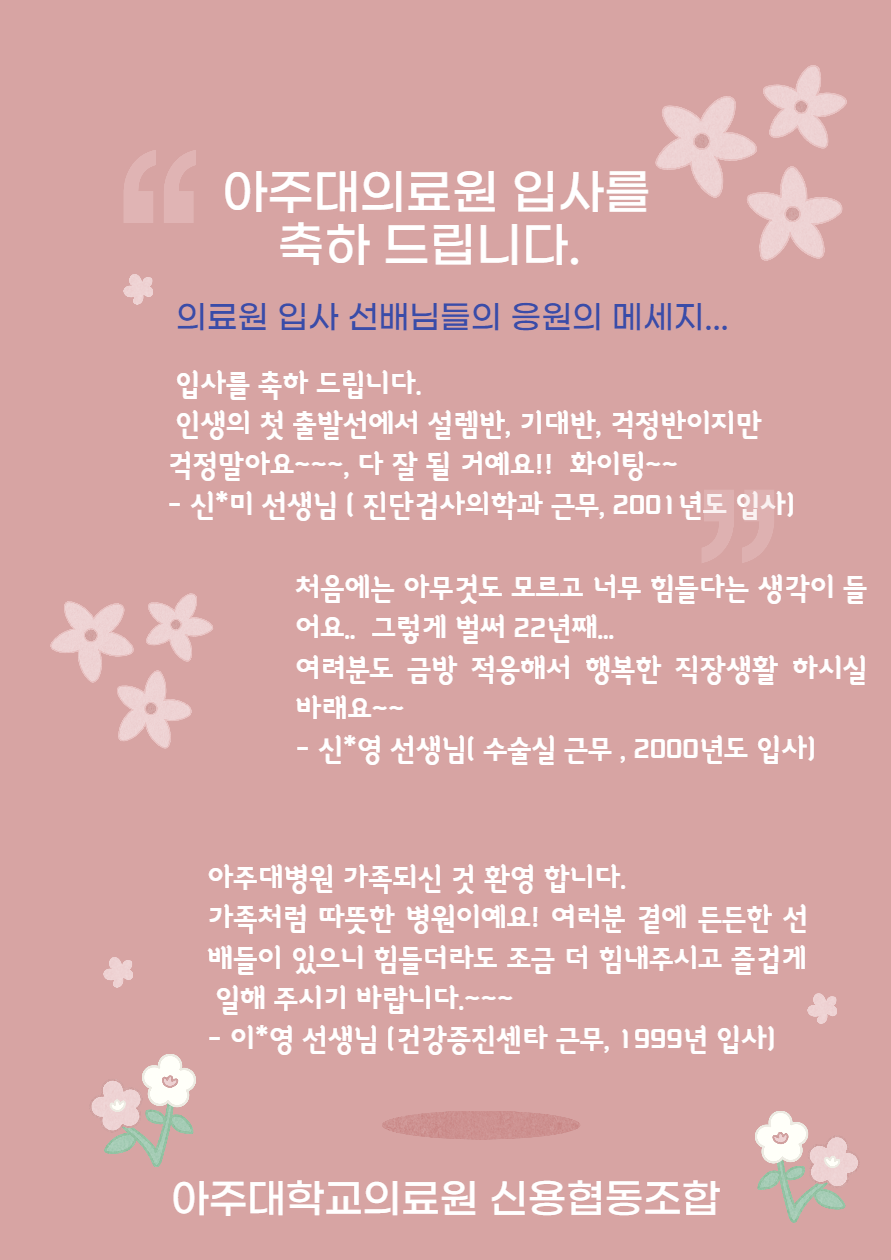 아주대의료원 입사를
축하 드립니다.
의료원 입사 선배님들의 응원의 메세지...
입사를 축하 드립니다.
인생의 첫 출발선에서 설렘반, 기대반, 걱정반이지만
걱정말아요~~~, 다 잘 될 거예요!! 화이팅~~
- 신*미 선생님 ( 진단검사의학과 근무, 2001년도 입사)
처음에는 아무것도 모르고 너무 힘들다는 생각이 들
어요.. 그렇게 벌써 22년째...
여려분도 금방 적응해서 행복한 직장생활 하시실
바래요~~
- 신*영 선생님( 수술실 근무 , 2000년도 입사)
아주대병원 가족되신 것 환영 합니다.
가족처럼 따뜻한 병원이예요! 여러분 곁에 든든한 선
배들이 있으니 힘들더라도 조금 더 힘내주시고 즐겁게
일해 주시기 바랍니다.~~~
- 이*영 선생님 (건강증진센타 근무, 1999년 입사)
아주대학교의료원 신용협동조합